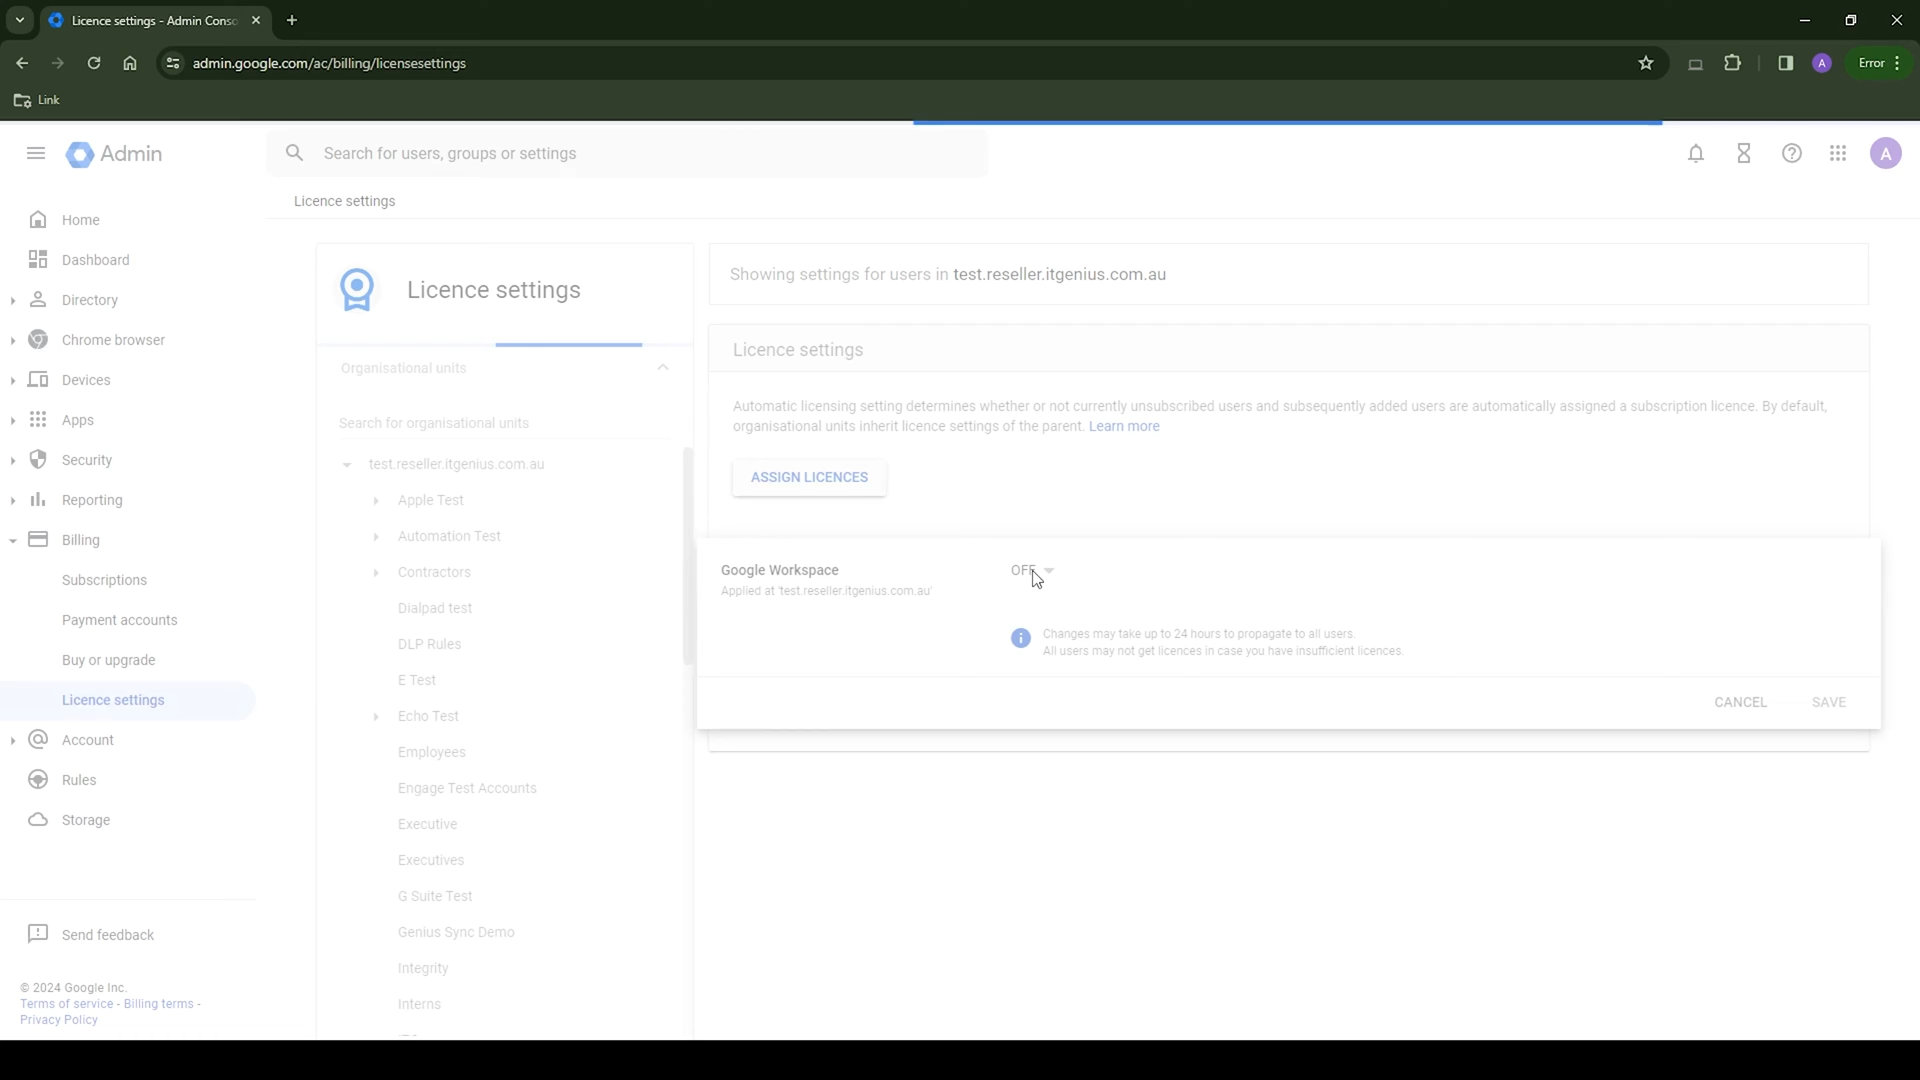 Licence settings - Admin Conso
admin.google.com/ac/billing/licensesettings
A
Error
Link
Admin
Search for users, groups or settings
A
Licence settings
Home
Dashboard
Directory
Chrome browser
Devices
Apps
Security
Reporting
Billing
Subscriptions
Payment accounts
Buy or upgrade
Licence settings
Account
Rules
Storage
Send feedback
© 2024 Google Inc.
Terms of service - Billing terms -
Privacy Policy
Licence settings
Organisational units
Search for organisational units
test.reseller.itgenius.com.au
Apple Test
Automation Test
Contractors
Dialpad test
DLP Rules
E Test
Echo Test
Employees
Engage Test Accounts
Executive
Executives
G Suite Test
Genius Sync Demo
Integrity
Interns
Showing settings for users in test.reseller.itgenius.com.au
Licence settings
Automatic licensing setting determines whether or not currently unsubscribed users and subsequently added users are automatically assigned a subscription licence. By default,
organisational units inherit licence settings of the parent. Learn more
ASSIGN LICENCES
Google Workspace
Applied at 'test.reseller.itgenius.com.au'
OFF
Changes may take up to 24 hours to propagate to all users.
All users may not get licences in case you have insufficient licences.
CANCEL
SAVE